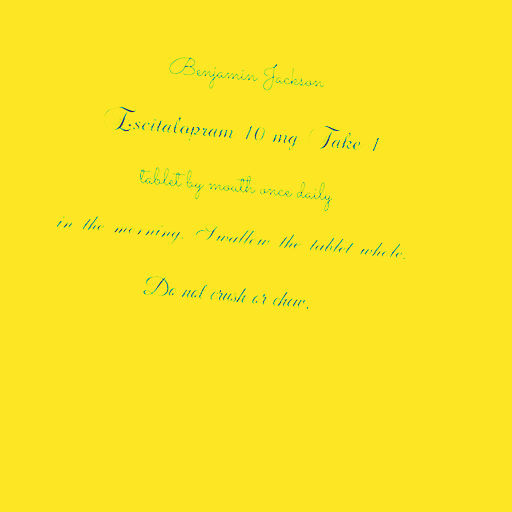 Benjamin Jackson
Escitalopram 10 mg Take 1
tablet by mouth once daily
in the morning. Swallow the tablet whole.
Do not crush or chew.